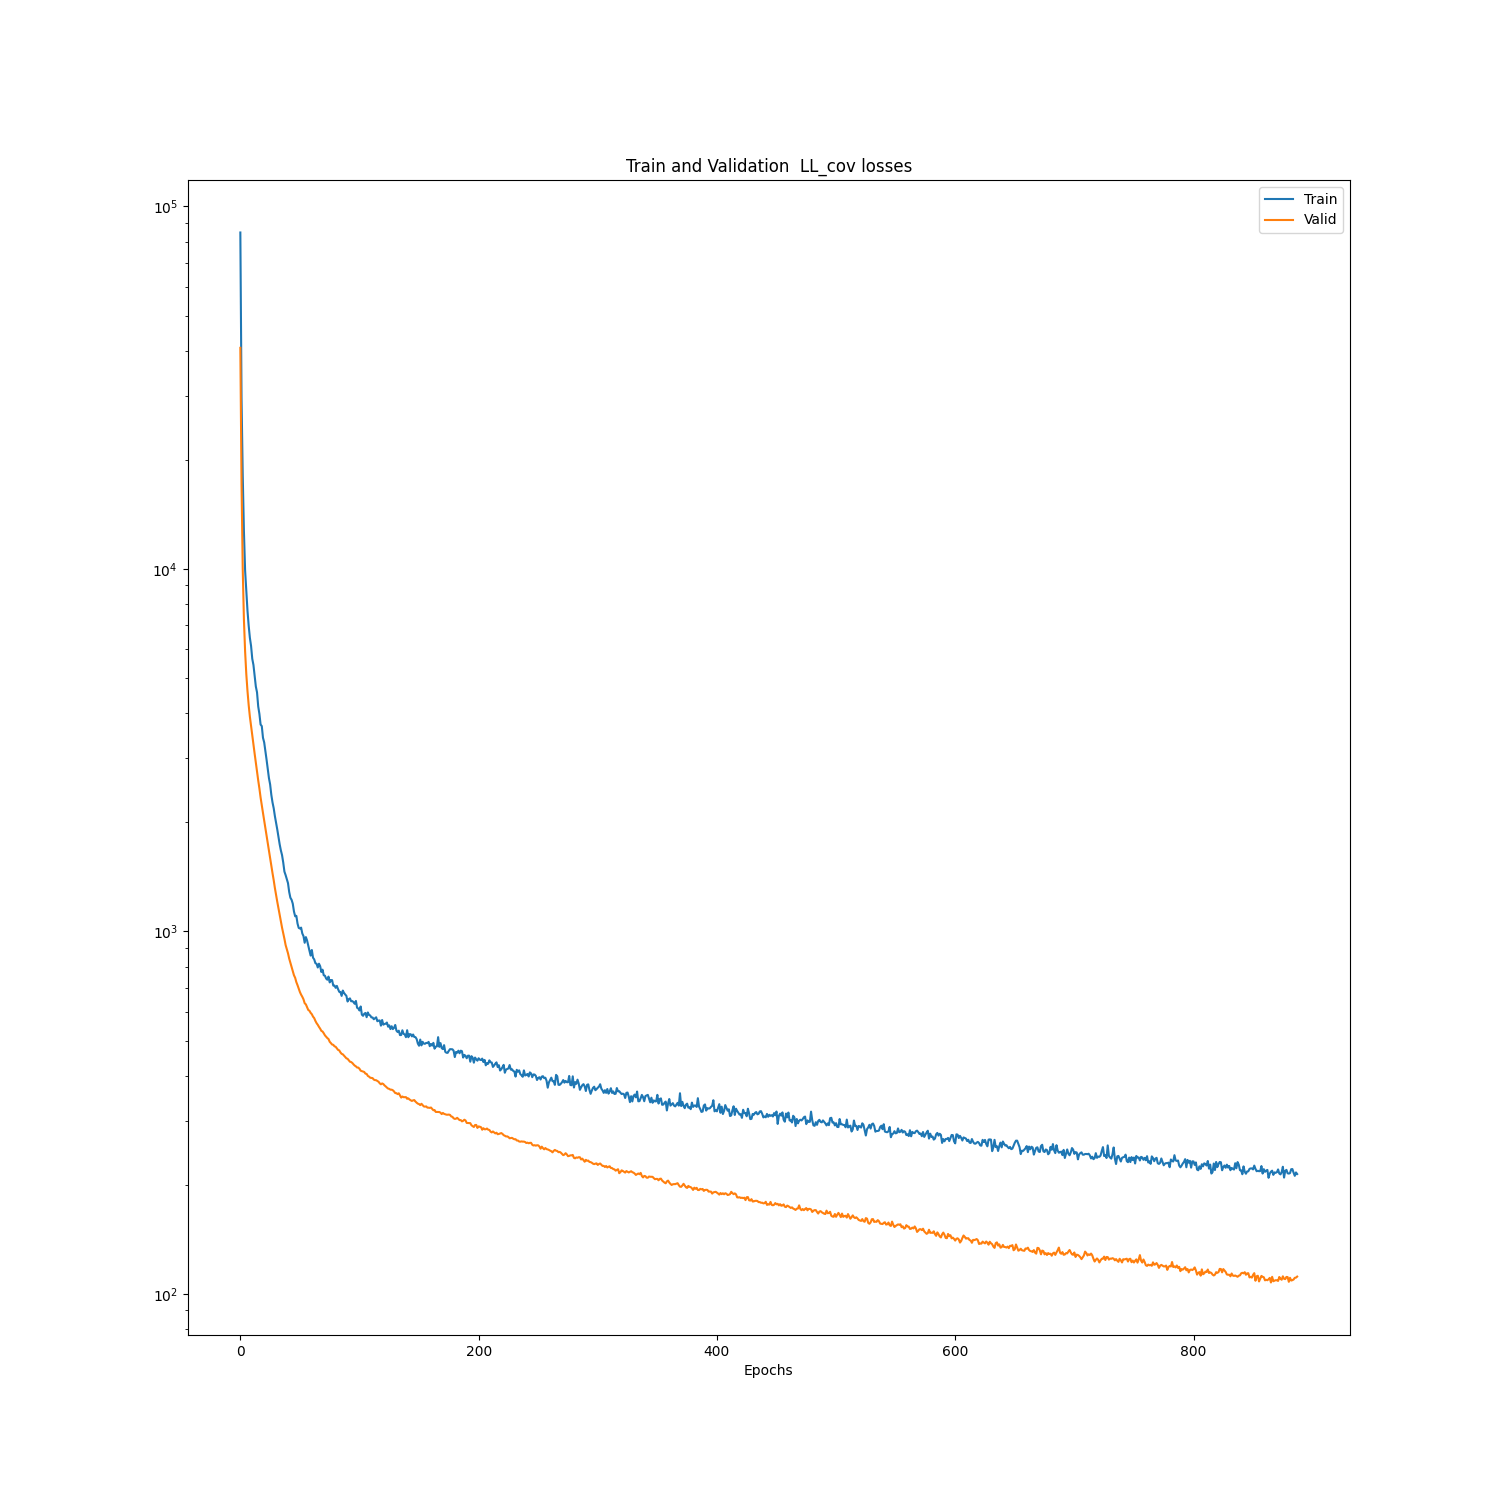 Train and Validation  LL_cov losses
Train
Valid
10^5
10^4
10^3
10^2
0 200 400 600 800
Epochs